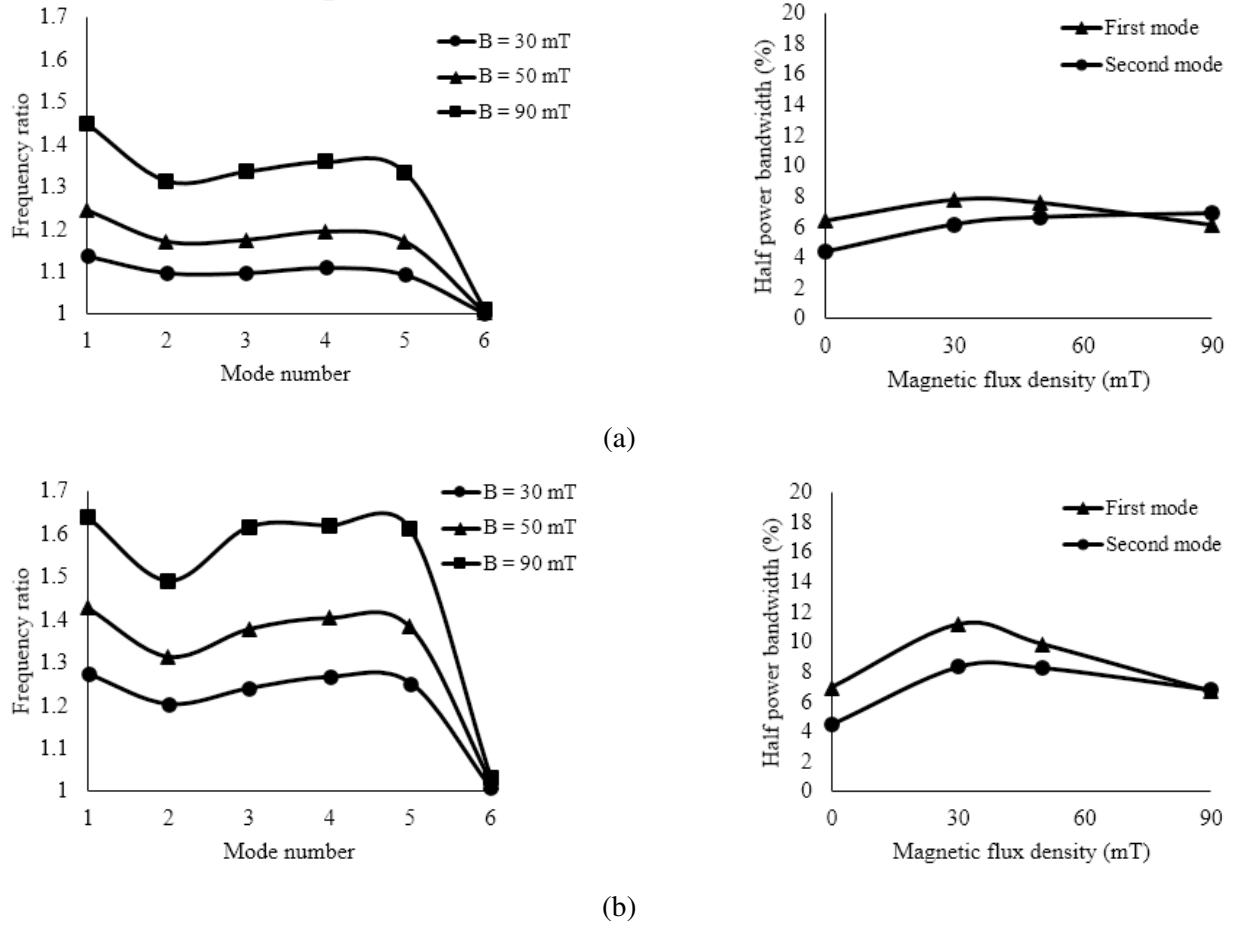 1.7
1.6
1.5
1.4
1.3
1.2
1.1
1
Frequency ratio
1 2 3 4 5 6
Mode number
B = 30 mT
B = 50 mT
B = 90 mT
20
18
16
14
12
10
8
6
4
2
0
Half power bandwidth (%)
0 30 60 90
Magnetic flux density (mT)
First mode
Second mode
(a)
1.7
1.6
1.5
1.4
1.3
1.2
1.1
1
Frequency ratio
1 2 3 4 5 6
Mode number
B = 30 mT
B = 50 mT
B = 90 mT
20
18
16
14
12
10
8
6
4
2
0
Half power bandwidth (%)
0 30 60 90
Magnetic flux density (mT)
First mode
Second mode
(b)